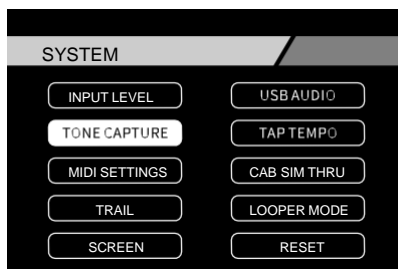 SYSTEM
INPUT LEVEL
USB AUDIO
TONE CAPTURE
TAP TEMPO
MIDI SETTINGS
CAB SIM THRU
TRAIL
LOOPER MODE
SCREEN
RESET